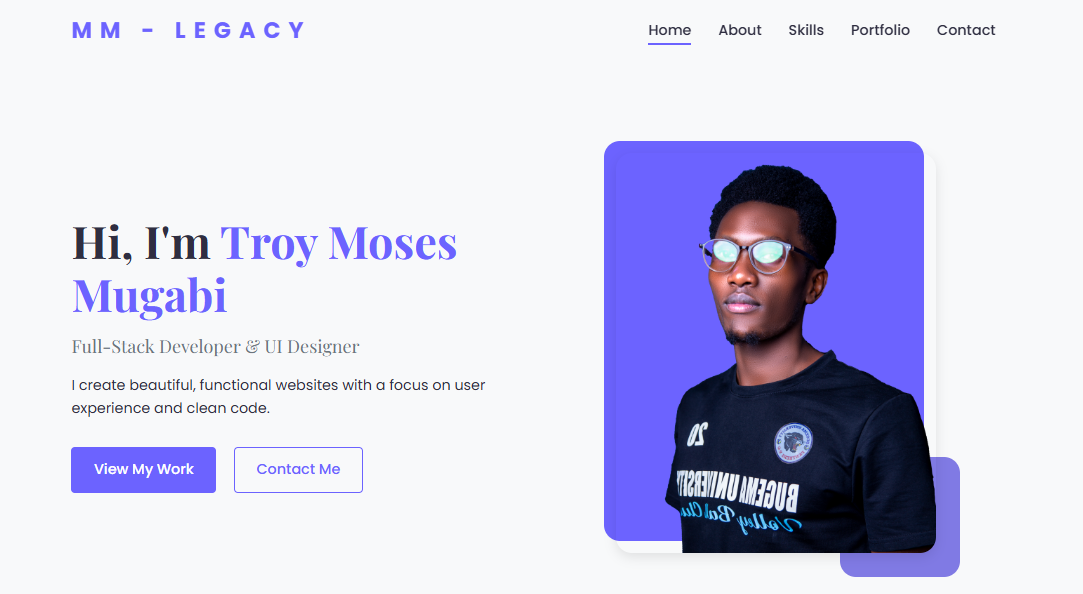 MM - LEGACY
Home About Skills Portfolio Contact
Hi, I'm Troy Moses
Mugabi
Full-Stack Developer & UI Designer
I create beautiful, functional websites with a focus on user
experience and clean code.
View My Work Contact Me
20
BUGEMA UNIVERSITY
Volley Ball Club